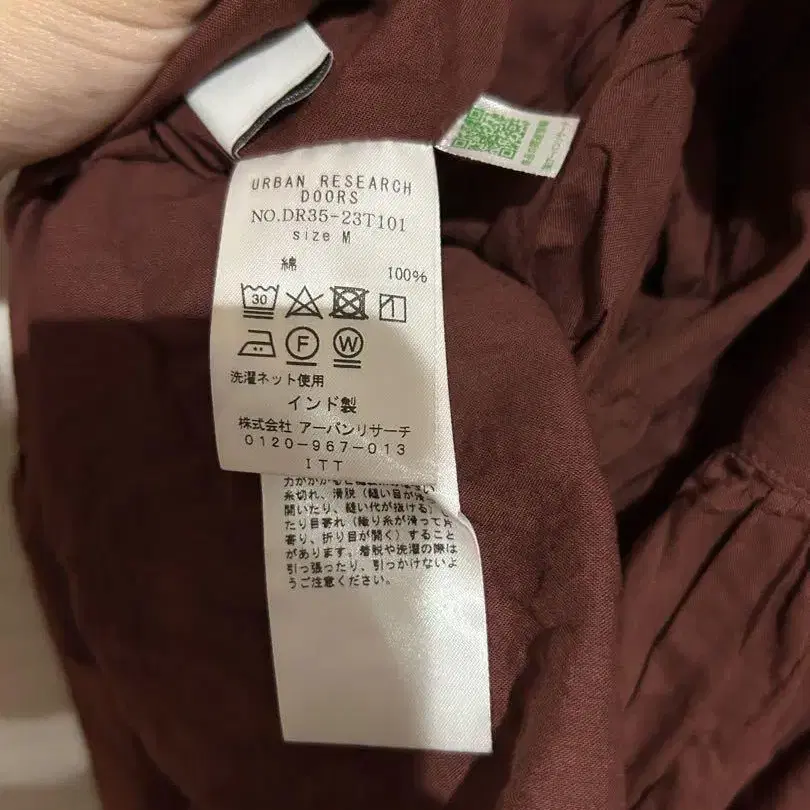 URBAN RESEARCH
DOORS
NO.DR35-23T101
size M
綿 100%
30
1
F
W
洗濯ネット使用
インド製
株式会社 アーバンリサーチ
0120-967-013
ITT
糸切れ、滑脱（縫い目が滑
開いたり、縫い代が抜ける）
たり目寄れ（織り糸が滑って片
寄り、折り目が開く）すること
があります。着脱や洗濯の際は
引っ張ったり、引っかけないよ
うご注意ください。